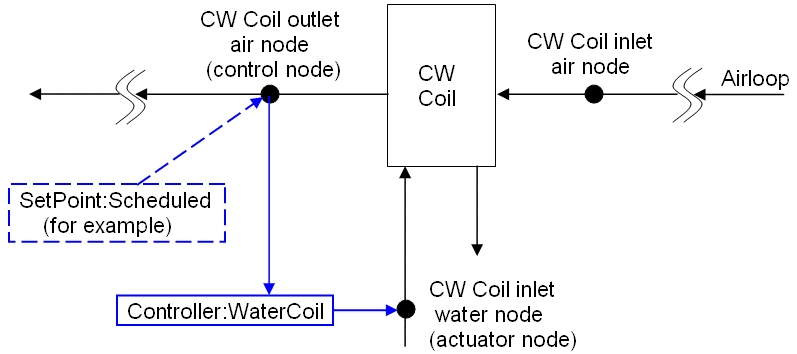 CW Coil outlet
air node
(control node)
CW
Coil
CW Coil inlet
air node
Airloop
SetPoint:Scheduled
(for example)
Controller:WaterCoil
CW Coil inlet
water node
(actuator node)